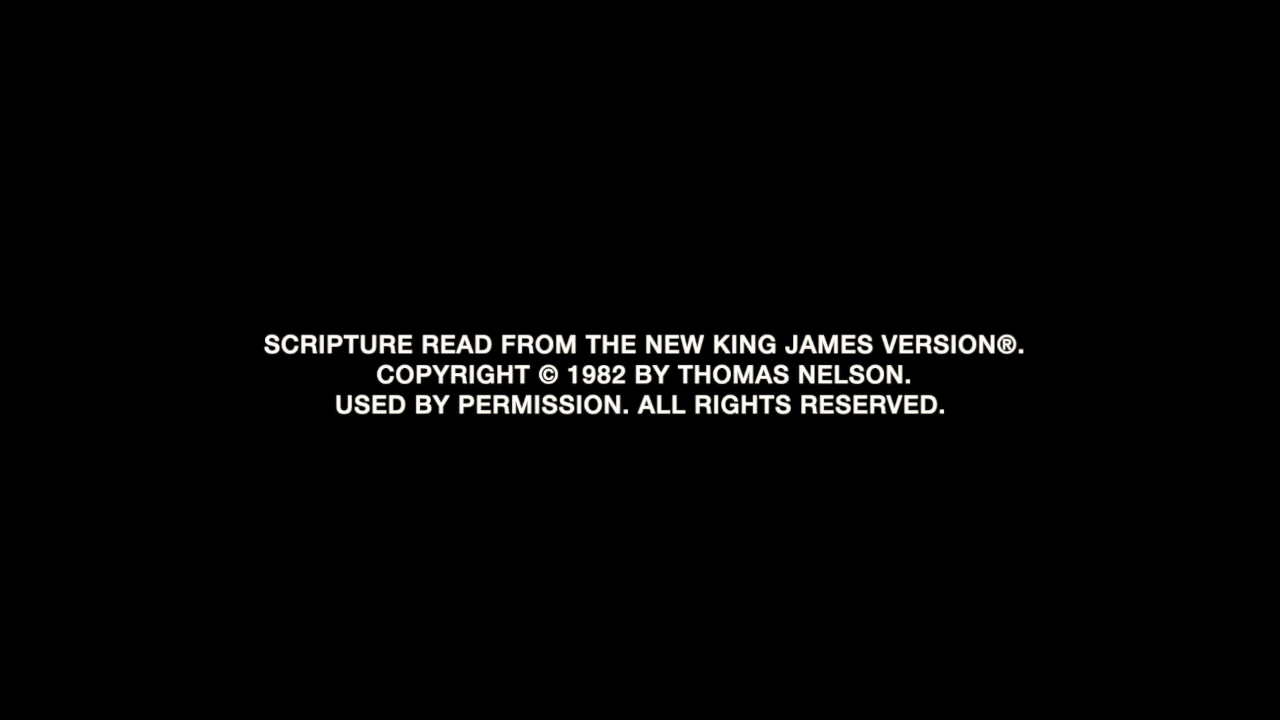 SCRIPTURE READ FROM THE NEW KING JAMES VERSION®.
COPYRIGHT © 1982 BY THOMAS NELSON.
USED BY PERMISSION. ALL RIGHTS RESERVED.